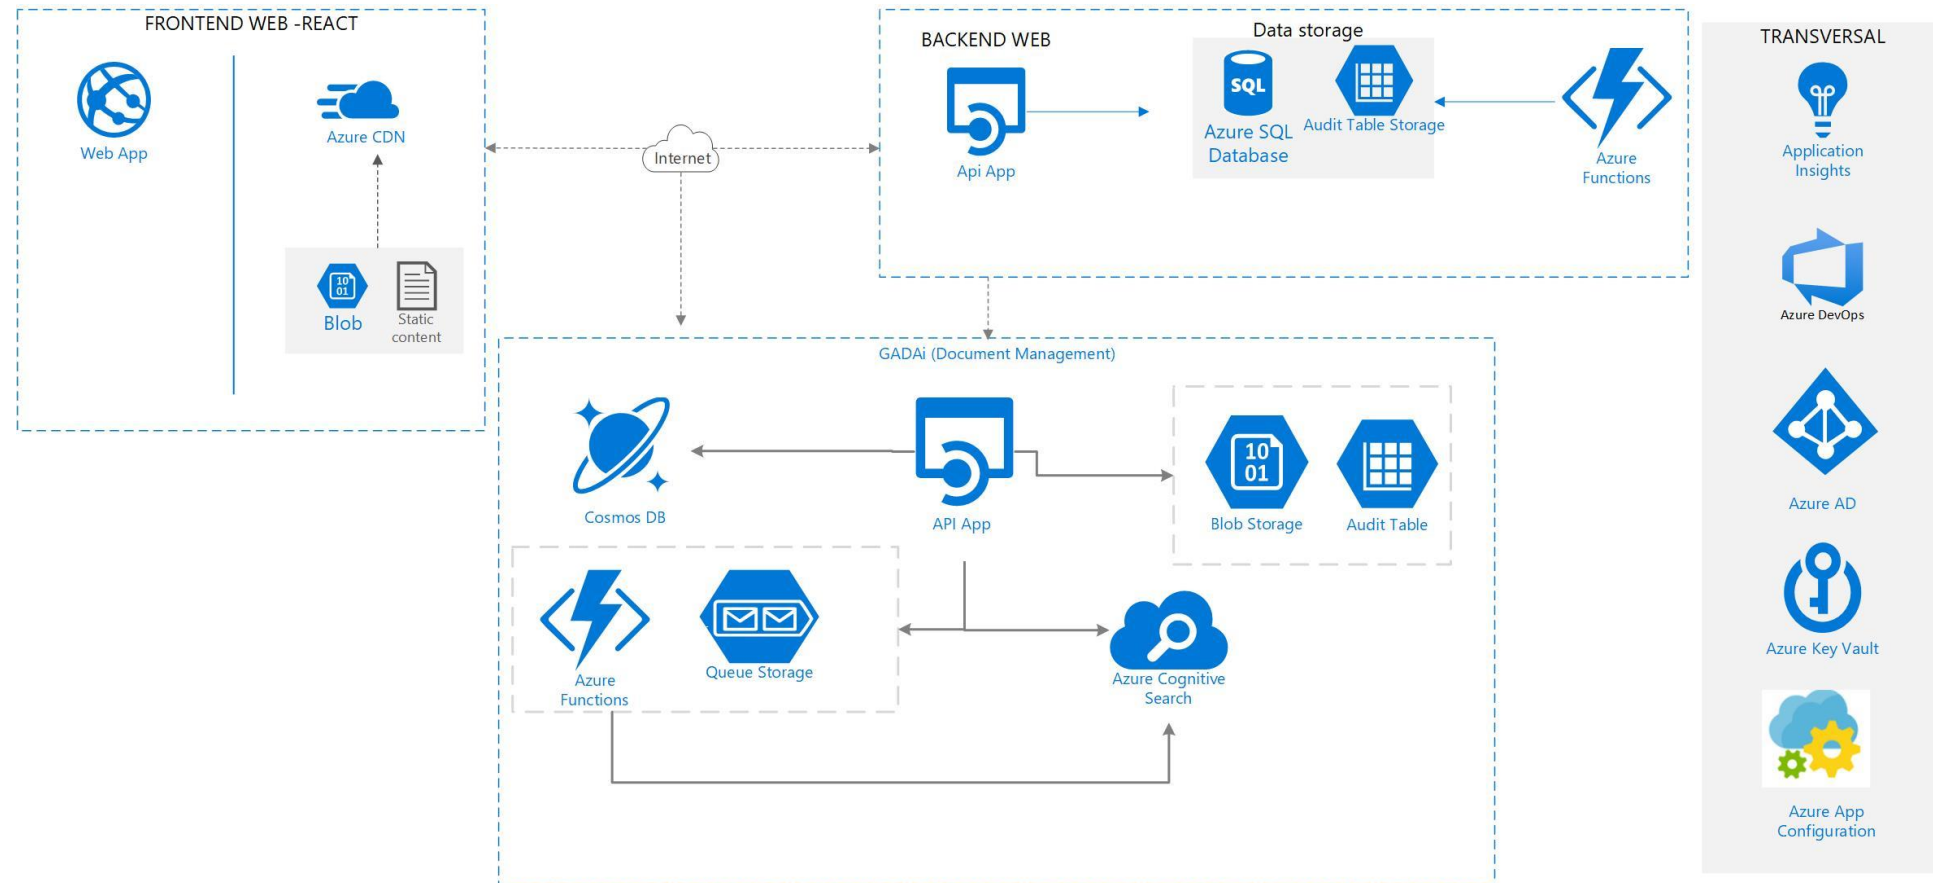 FRONTEND WEB -REACT
Web App
Azure CDN
10
01
Blob
Static
content
Internet
BACKEND WEB
Api App
Data storage
SQL
Azure SQL
Database
Audit Table Storage
Azure
Functions
GADAi (Document Management)
Cosmos DB
API App
10
01
Blob Storage
Audit Table
Azure
Functions
Queue Storage
Azure Cognitive
Search
TRANSVERSAL
Application
Insights
Azure DevOps
Azure AD
Azure Key Vault
Azure App
Configuration